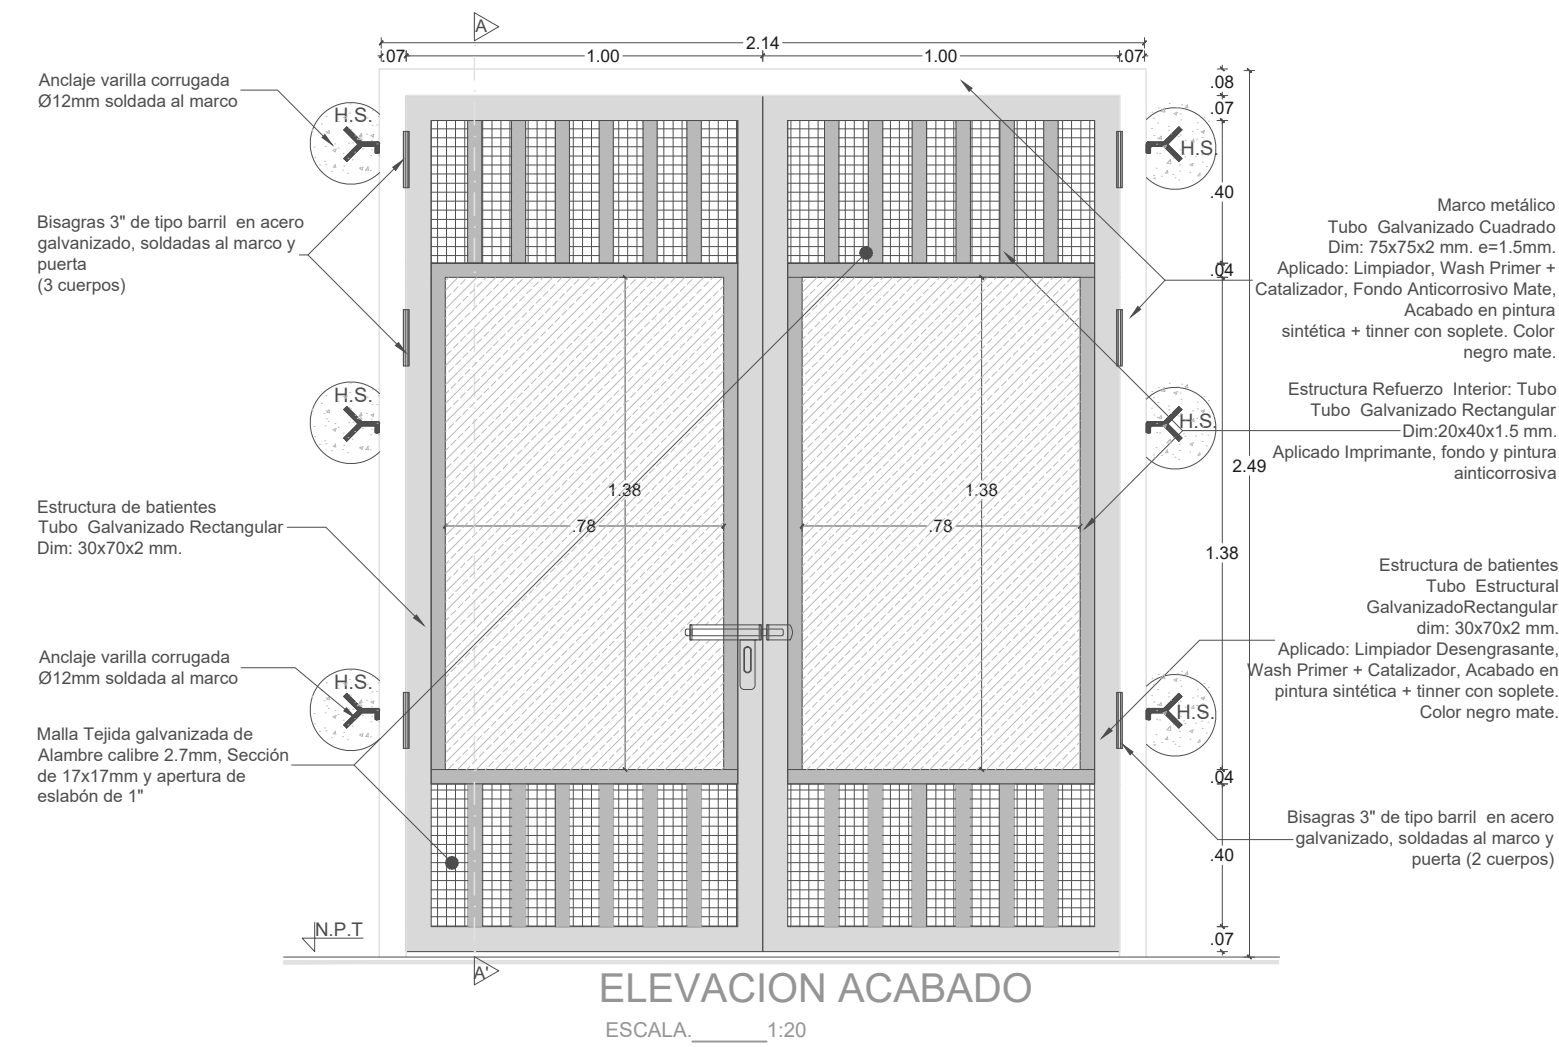 A
2.14
.07
1.00
1.00
.07
Anclaje varilla corrugada
Ø12mm soldada al marco
H.S.
H.S.
Bisagras 3" de tipo barril en acero
galvanizado, soldadas al marco y
puerta
(3 cuerpos)
H.S.
Estructura de batientes
Tubo Galvanizado Rectangular
Dim: 30x70x2 mm.
Anclaje varilla corrugada
Ø12mm soldada al marco
H.S.
Malla Tejida galvanizada de
Alambre calibre 2.7mm, Sección
de 17x17mm y apertura de
eslabón de 1"
N.P.T
1.38
.78
1.38
.78
.08
.07
.40
.04
2.49
1.38
.04
.40
.07
Marco metálico
Tubo Galvanizado Cuadrado
Dim: 75x75x2 mm. e=1.5mm.
Aplicado: Limpiador, Wash Primer +
Catalizador, Fondo Anticorrosivo Mate,
Acabado en pintura
sintética + tinner con soplete. Color
negro mate.
Estructura Refuerzo Interior: Tubo
Tubo Galvanizado Rectangular
Dim:20x40x1.5 mm.
Aplicado Imprimante, fondo y pintura
ainticorrosiva
H.S.
Estructura de batientes
Tubo Estructural
GalvanizadoRectangular
dim: 30x70x2 mm.
Aplicado: Limpiador Desengrasante,
Wash Primer + Catalizador, Acabado en
pintura sintética + tinner con soplete.
Color negro mate.
H.S.
Bisagras 3" de tipo barril en acero
galvanizado, soldadas al marco y
puerta (2 cuerpos)
A'
ELEVACION ACABADO
ESCALA.______1:20